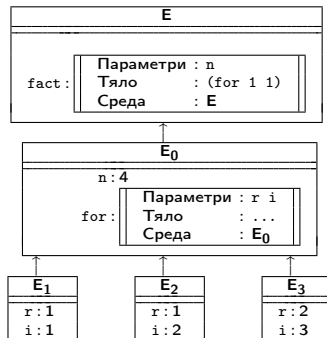 E
Параметри : n
fact : Тяло : (for 1 1)
Среда : E
E0
n : 4
Параметри : r i
for : Тяло : ...
Среда : E0
E1 E2 E3
r : 1 r : 1 r : 2
i : 1 i : 2 i : 3